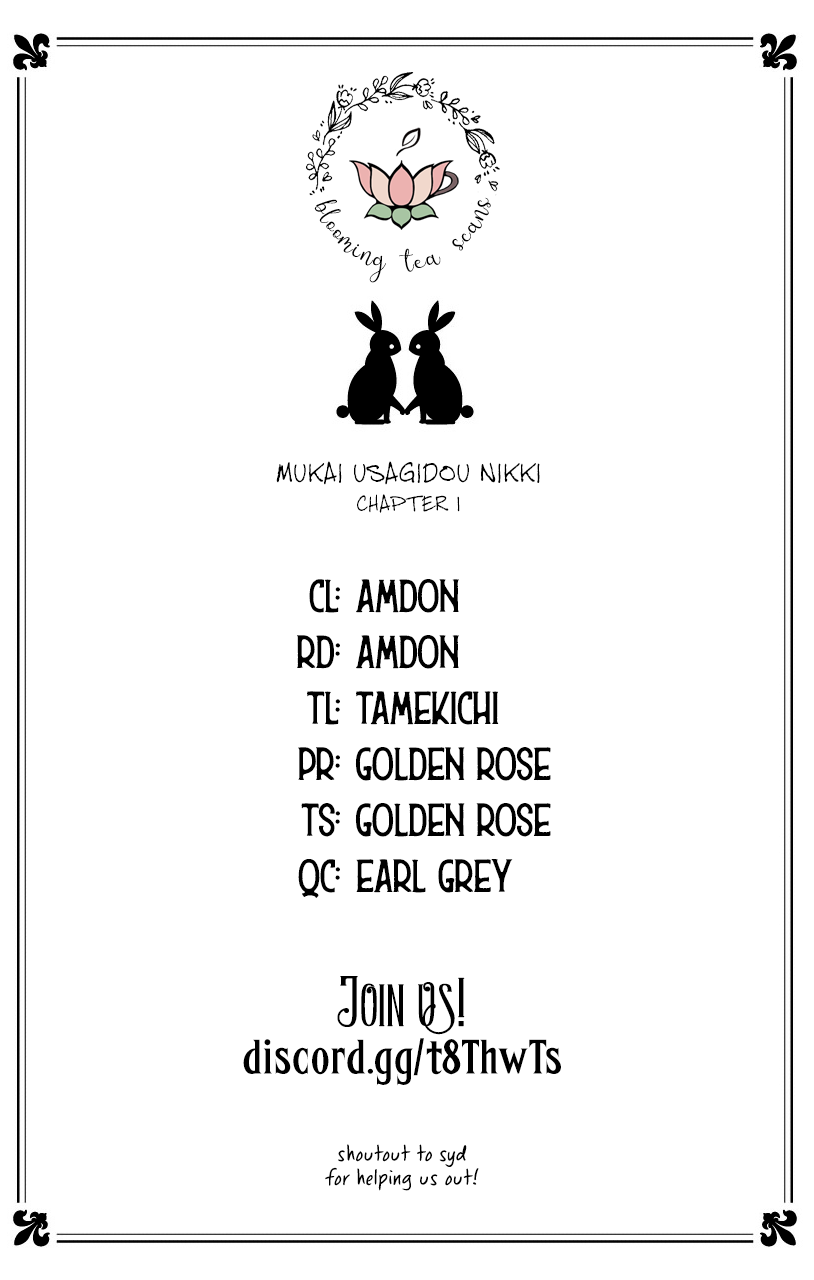 blooming tea scans
MUKAI USAGIDOU NIKKI
CHAPTER 1
CL: AMDON
RD: AMDON
TL: TAMEKICHI
PR: GOLDEN ROSE
TS: GOLDEN ROSE
QC: EARL GREY
JOIN US!
discord.gg/t8ThwTs
shoutout to syd
for helping us out!